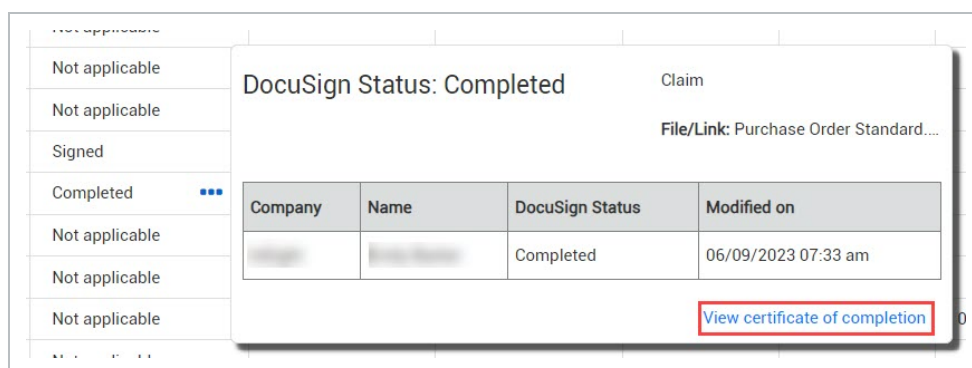 Not applicable
Not applicable
Signed
Completed
Not applicable
Not applicable
Not applicable
DocuSign Status: Completed
Claim
File/Link: Purchase Order Standard....
Company Name DocuSign Status Modified on
Completed 06/09/2023 07:33 am
View certificate of completion